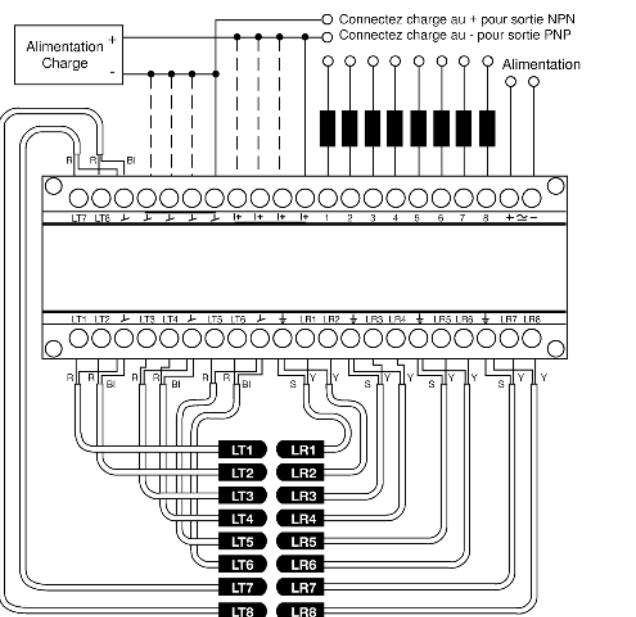 Connectez charge au + pour sortie NPN
Connectez charge au - pour sortie PNP
Alimentation
Charge
+
-
Alimentation
R R Bl
LT7 LT8 I+ I+ I+ I+ 1 2 3 4 5 6 7 8 + ≃ −
LT1 LT2 LT3 LT4 LT5 LT6 LR1 LR2 LR3 LR4 LR5 LR6 LR7 LR8
R R Bl R R Bl R R Bl S Y Y S Y Y S Y Y S Y Y
LT1 LR1
LT2 LR2
LT3 LR3
LT4 LR4
LT5 LR5
LT6 LR6
LT7 LR7
LT8 LR8